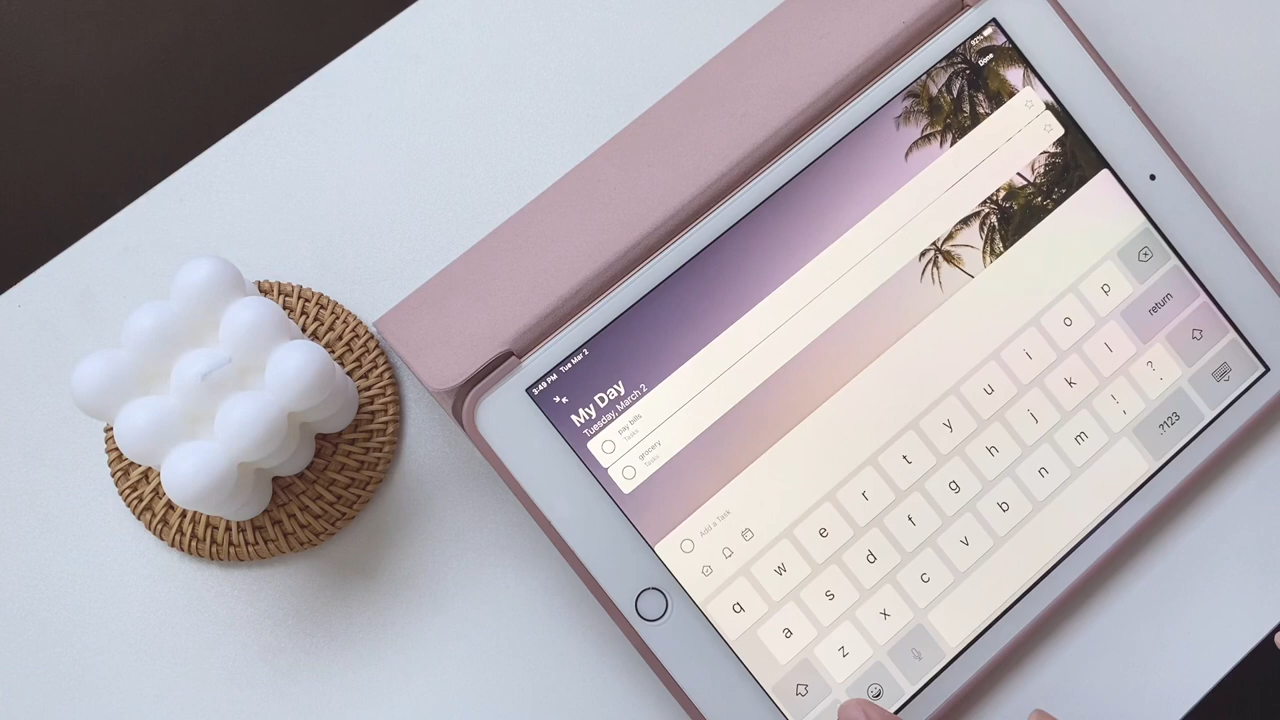 3:49 PM Tue Mar 2
92%
Done
My Day
Tuesday, March 2
pay bills
Tasks
grocery
Tasks
Add a Task
q w e r t y u i o p
a s d f g h j k l return
z x c v b n m ! , ? .
.?123